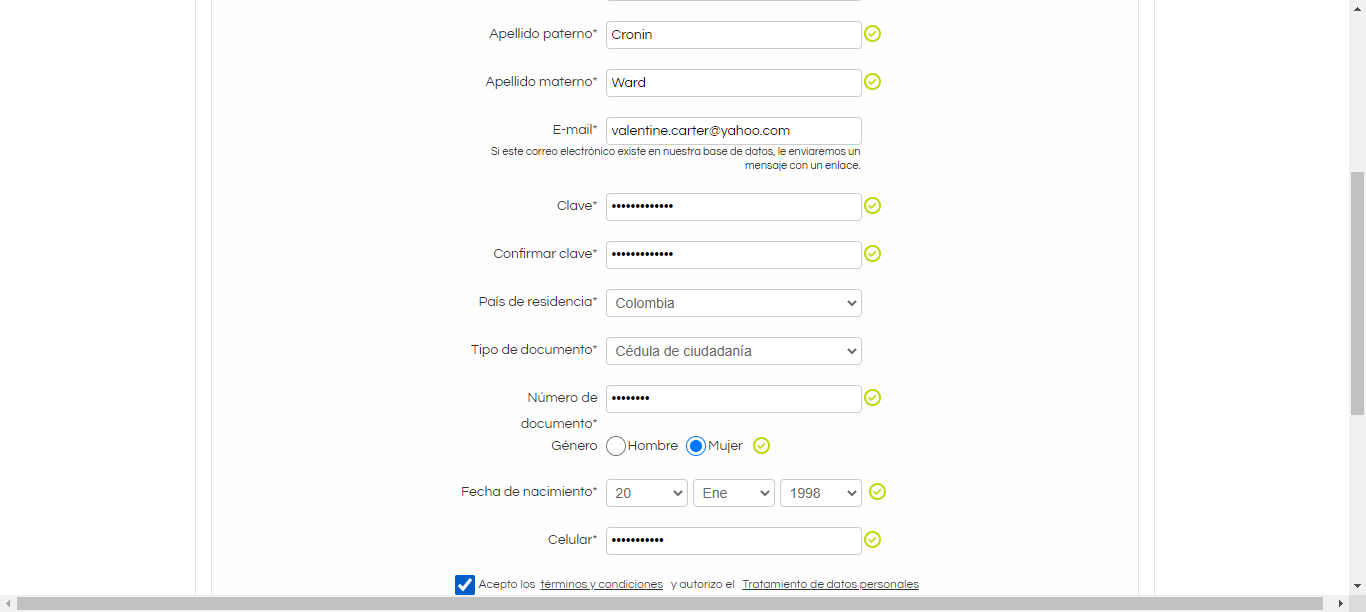 Apellido paterno* Cronin
Apellido materno* Ward
E-mail* valentine.carter@yahoo.com
Si este correo electrónico existe en nuestra base de datos, le enviaremos un
mensaje con un enlace.
Clave* •••••••••••••
Confirmar clave* •••••••••••••
País de residencia* Colombia
Tipo de documento* Cédula de ciudadanía
Número de documento* ••••••••
Género Hombre Mujer
Fecha de nacimiento* 20 Ene 1998
Celular* •••••••••••
Acepto los términos y condiciones y autorizo el Tratamiento de datos personales